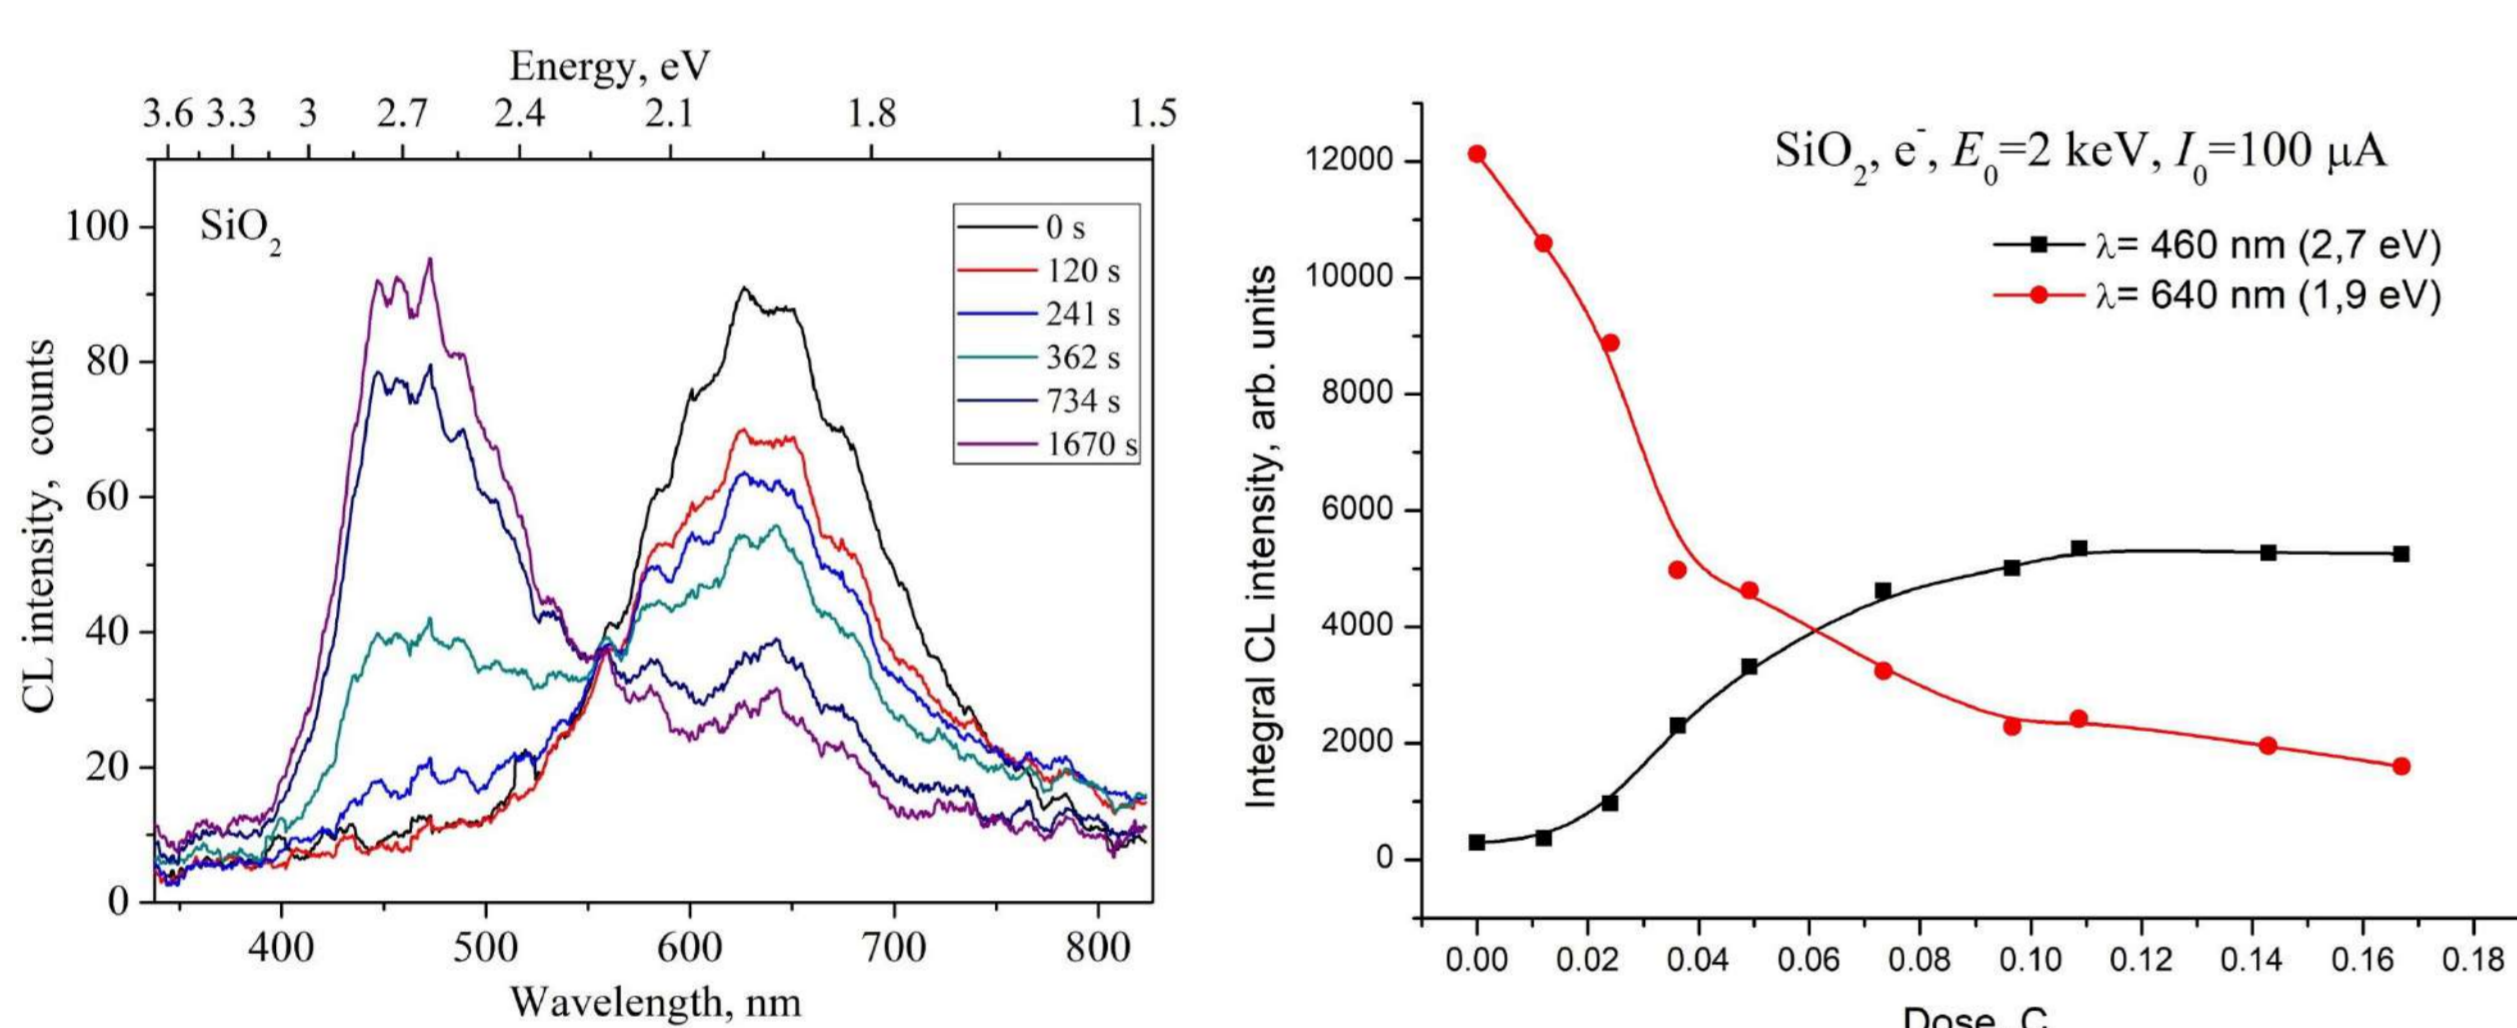 Energy, eV
3.6 3.3 3 2.7 2.4 2.1 1.8 1.5
SiO2
0 s
120 s
241 s
362 s
734 s
1670 s
100
80
60
40
20
0
CL intensity, counts
400 500 600 700 800
Wavelength, nm
SiO2, e-, E0=2 keV, I0=100 μA
λ= 460 nm (2,7 eV)
λ= 640 nm (1,9 eV)
12000
10000
8000
6000
4000
2000
0
Integral CL intensity, arb. units
0.00 0.02 0.04 0.06 0.08 0.10 0.12 0.14 0.16 0.18
Dose, C